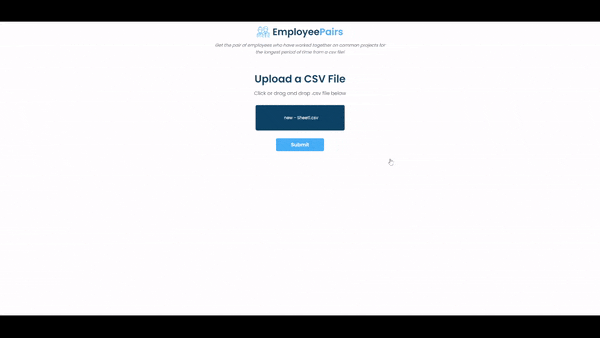 EmployeePairs
Get the pair of employees who have worked together on common projects for
the longest period of time from a csv file!
Upload a CSV File
Click or drag and drop .csv file below
new - Sheet1.csv
Submit